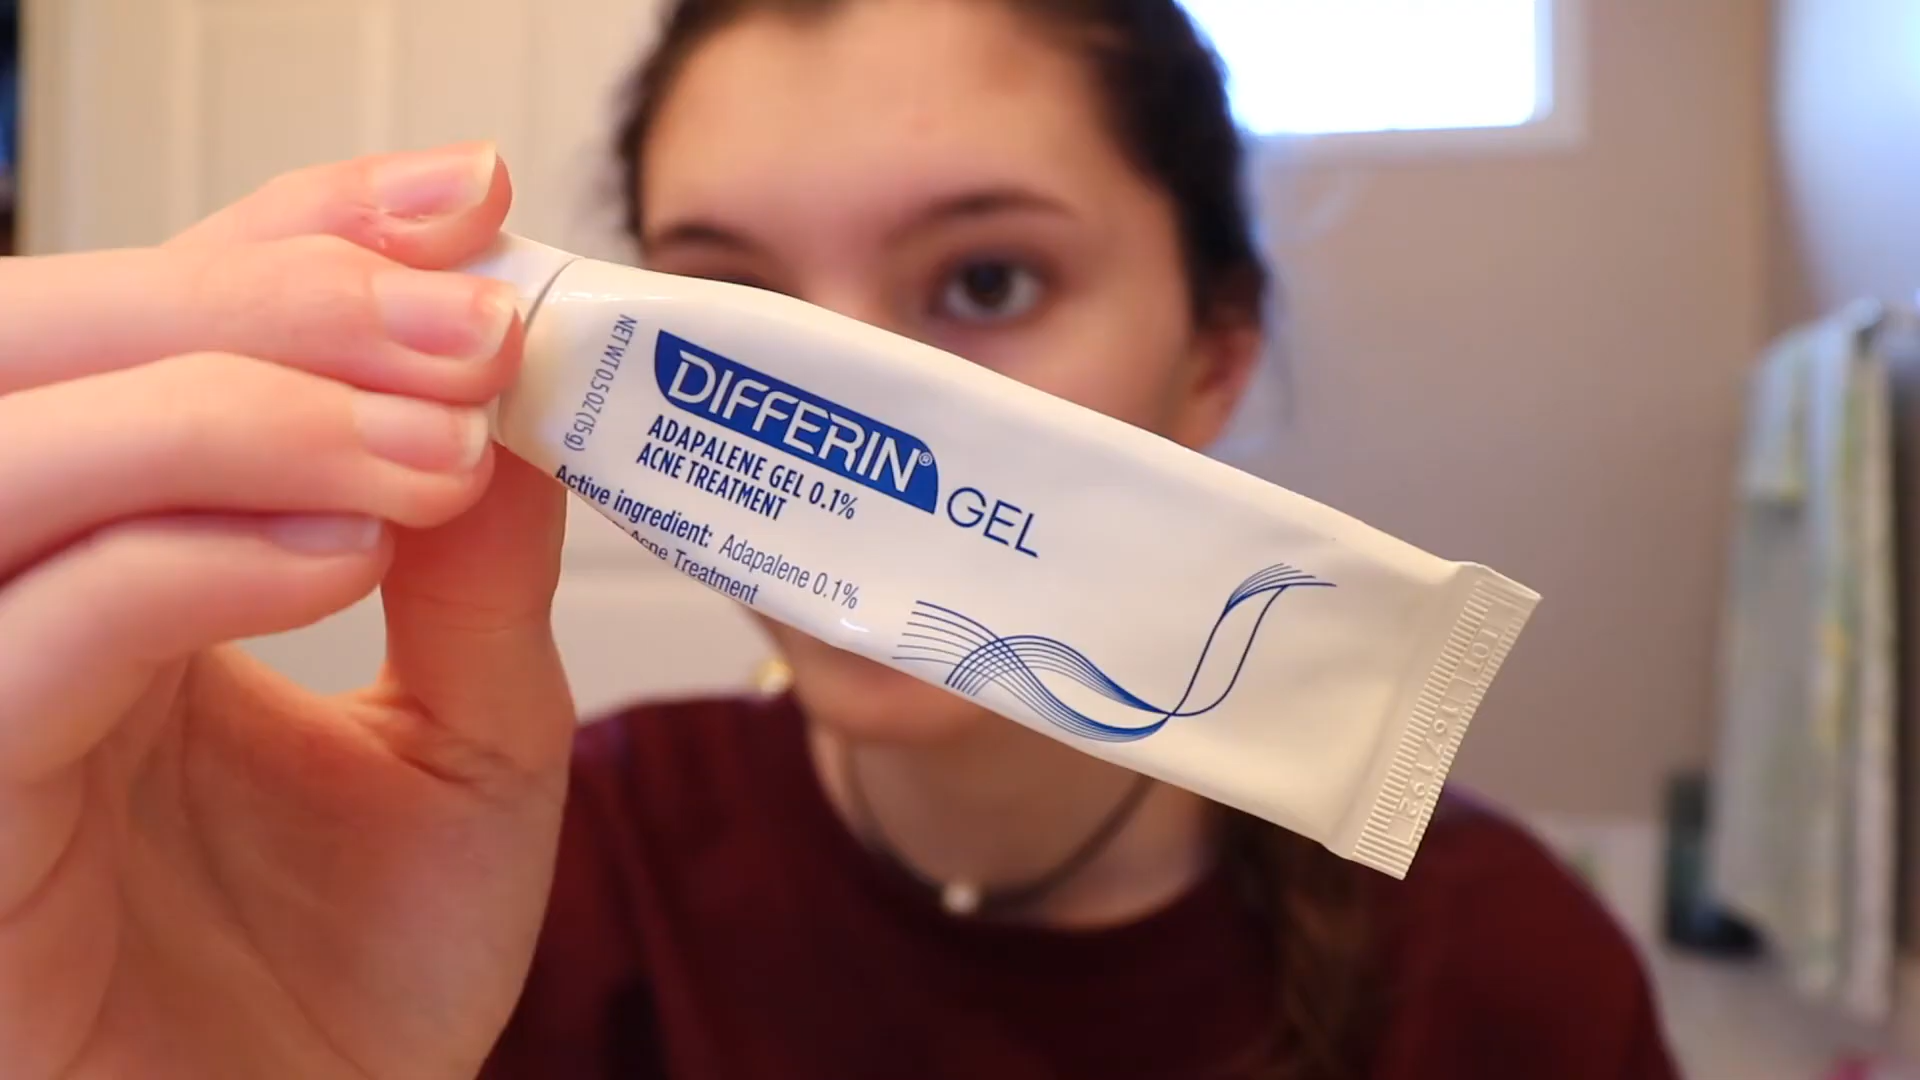 NET WT 0.5 OZ (15g)
DIFFERIN® GEL
ADAPALENE GEL 0.1%
ACNE TREATMENT
Active ingredient: Adapalene 0.1%
Acne Treatment